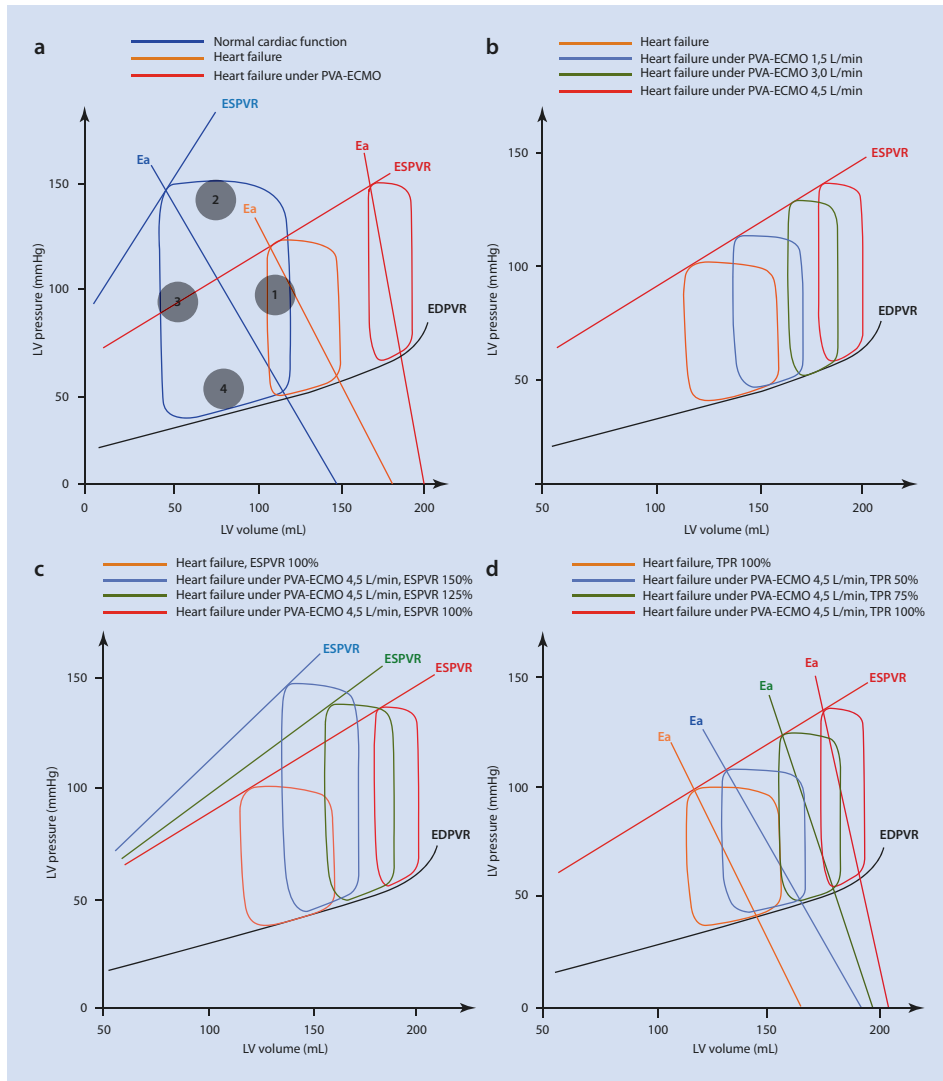 a
Normal cardiac function
Heart failure
Heart failure under PVA-ECMO
ESPVR
Ea
Ea
ESPVR
Ea
150
100
50
0
2
1
3
4
EDPVR
LV pressure (mmHg)
0 50 100 150 200
LV volume (mL)
b
Heart failure
Heart failure under PVA-ECMO 1,5 L/min
Heart failure under PVA-ECMO 3,0 L/min
Heart failure under PVA-ECMO 4,5 L/min
ESPVR
150
100
50
EDPVR
LV pressure (mmHg)
50 100 150 200
LV volume (mL)
c
Heart failure, ESPVR 100%
Heart failure under PVA-ECMO 4,5 L/min, ESPVR 150%
Heart failure under PVA-ECMO 4,5 L/min, ESPVR 125%
Heart failure under PVA-ECMO 4,5 L/min, ESPVR 100%
ESPVR
ESPVR
ESPVR
150
100
50
0
EDPVR
LV pressure (mmHg)
50 100 150 200
LV volume (mL)
d
Heart failure, TPR 100%
Heart failure under PVA-ECMO 4,5 L/min, TPR 50%
Heart failure under PVA-ECMO 4,5 L/min, TPR 75%
Heart failure under PVA-ECMO 4,5 L/min, TPR 100%
Ea
ESPVR
Ea
Ea
Ea
150
100
50
0
EDPVR
LV pressure (mmHg)
50 100 150 200
LV volume (mL)